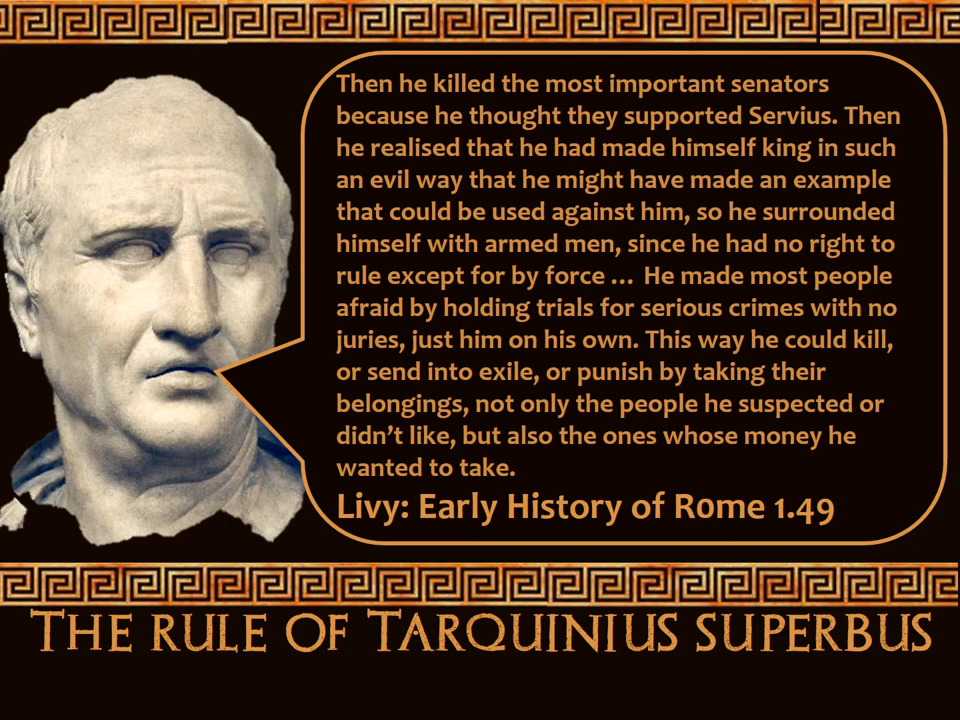 Then he killed the most important senators
because he thought they supported Servius. Then
he realised that he had made himself king in such
an evil way that he might have made an example
that could be used against him, so he surrounded
himself with armed men, since he had no right to
rule except for by force ... He made most people
afraid by holding trials for serious crimes with no
juries, just him on his own. This way he could kill,
or send into exile, or punish by taking their
belongings, not only the people he suspected or
didn't like, but also the ones whose money he
wanted to take.
Livy: Early History of Rome 1.49
The rule of Tarquinius superbus